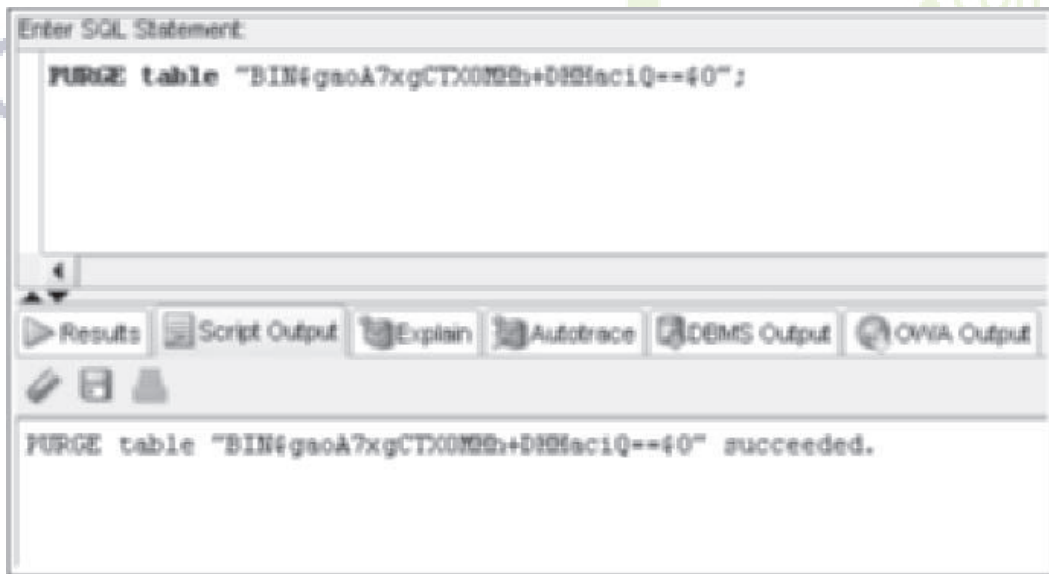 Enter SQL Statement:
PURGE table ";
Results Script Output Explain Autotrace DBMS Output OWA Output
PURGE table " succeeded.